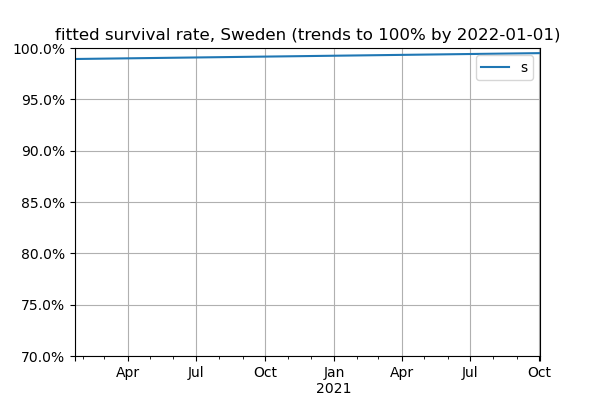 fitted survival rate, Sweden (trends to 100% by 2022-01-01)
100.0%
95.0%
90.0%
85.0%
80.0%
75.0%
70.0%
s
Apr Jul Oct Jan Apr Jul Oct
2021